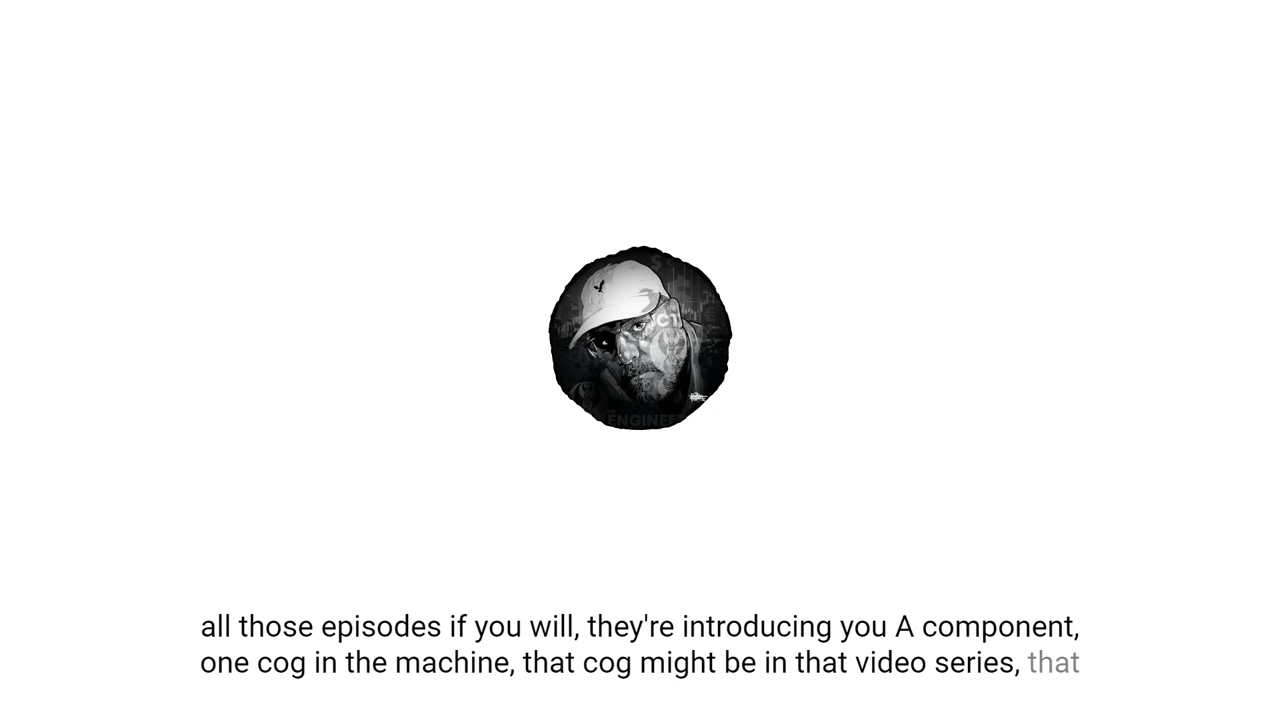 ENGINEE
all those episodes if you will, they're introducing you A component,
one cog in the machine, that cog might be in that video series, that